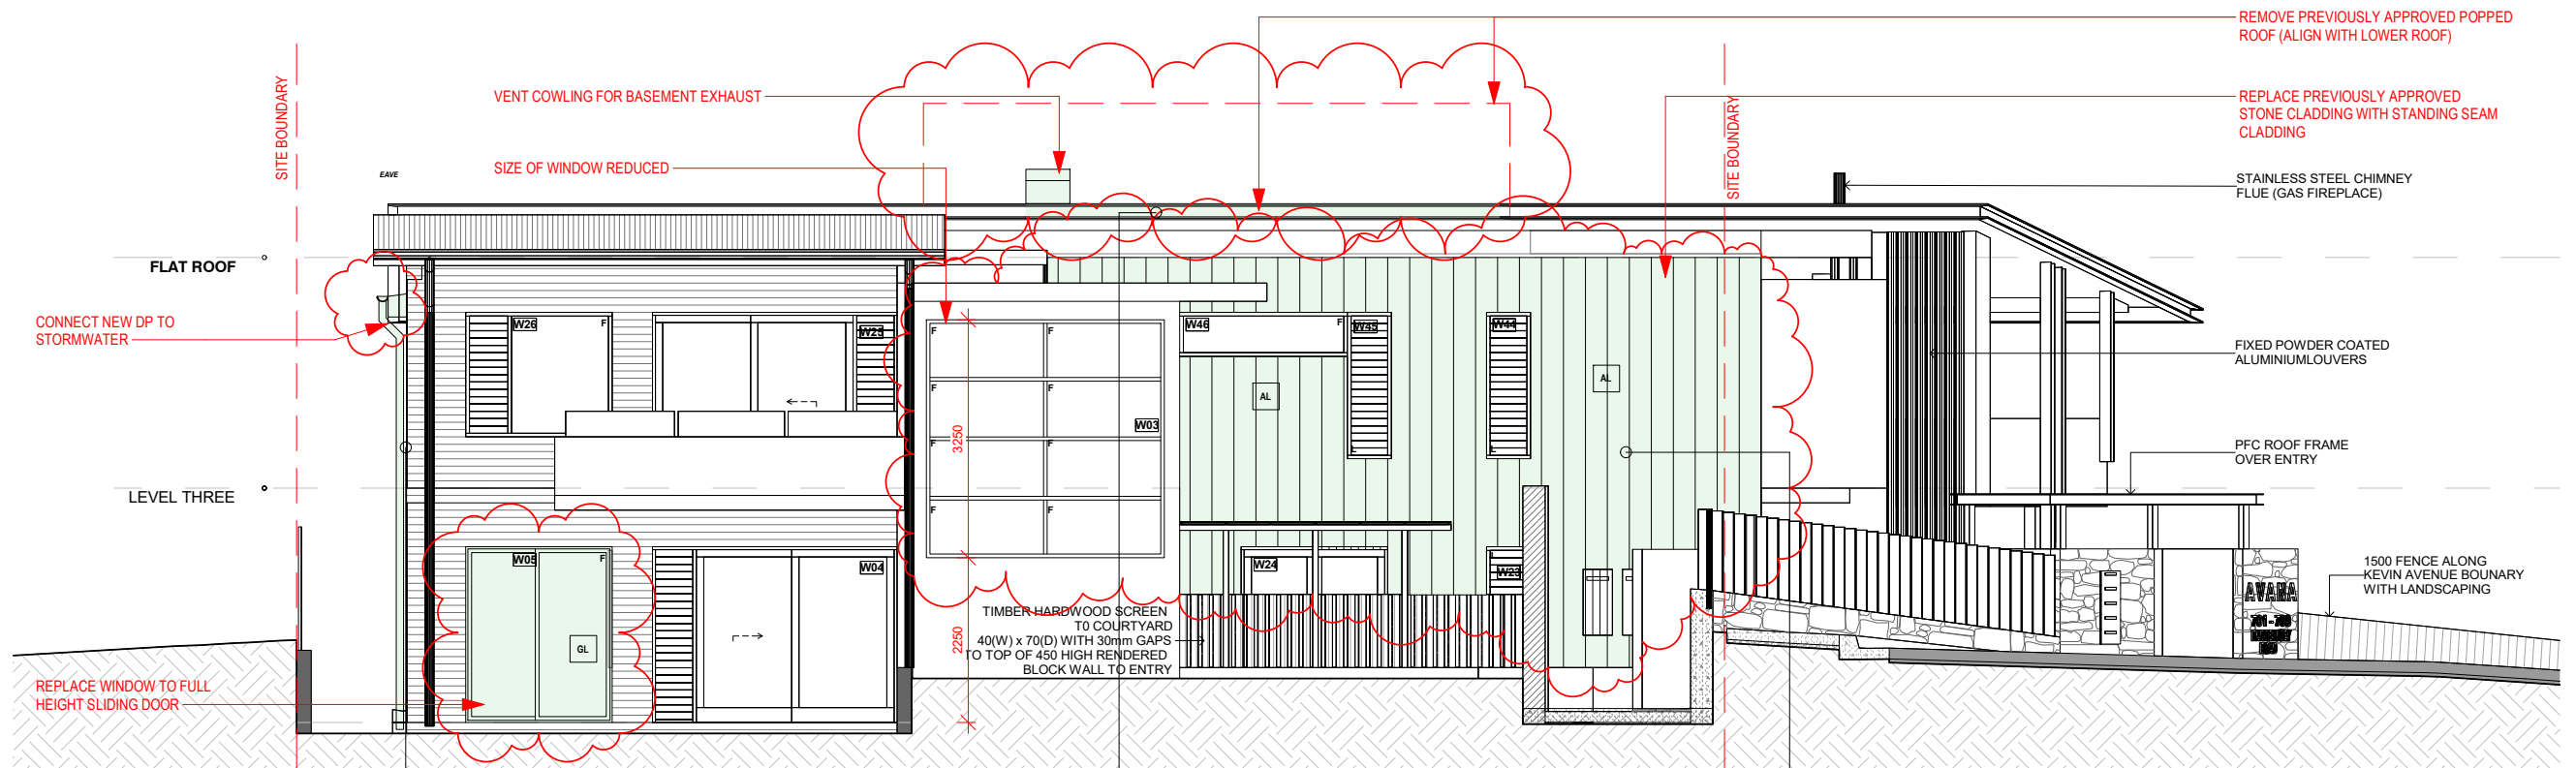 REMOVE PREVIOUSLY APPROVED POPPED
ROOF (ALIGN WITH LOWER ROOF)
SITE BOUNDARY
VENT COWLING FOR BASEMENT EXHAUST
SITE BOUNDARY
REPLACE PREVIOUSLY APPROVED
STONE CLADDING WITH STANDING SEAM
CLADDING
EAVE
SIZE OF WINDOW REDUCED
STAINLESS STEEL CHIMNEY
FLUE (GAS FIREPLACE)
FLAT ROOF
CONNECT NEW DP TO
STORMWATER
W26
F
W25
F
F
W46
F
W45
W44
FIXED POWDER COATED
ALUMINIUMLOUVERS
AL
AL
F
F
W03
3250
F
F
L
L
PFC ROOF FRAME
OVER ENTRY
LEVEL THREE
F
F
W05
F
W04
W24
L
W23
1500 FENCE ALONG
KEVIN AVENUE BOUNARY
WITH LANDSCAPING
AVANA
701 - 703
TIMBER HARDWOOD SCREEN
T0 COURTYARD
40(W) x 70(D) WITH 30mm GAPS
TO TOP OF 450 HIGH RENDERED
BLOCK WALL TO ENTRY
2250
GL
REPLACE WINDOW TO FULL
HEIGHT SLIDING DOOR